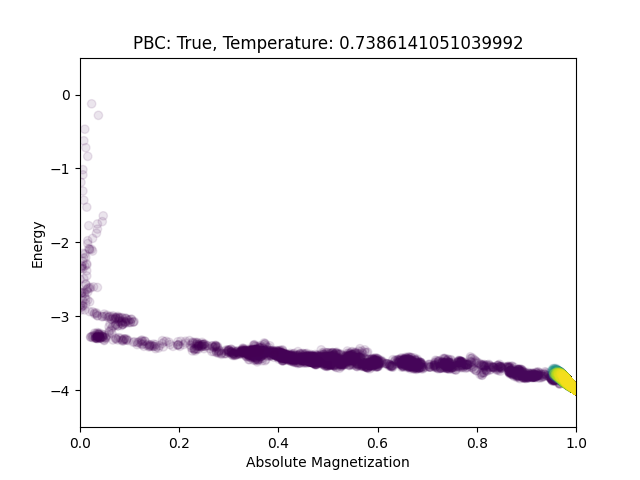 PBC: True, Temperature: 0.7386141051039992
0
−1
−2
−3
−4
Energy
0.0 0.2 0.4 0.6 0.8 1.0
Absolute Magnetization